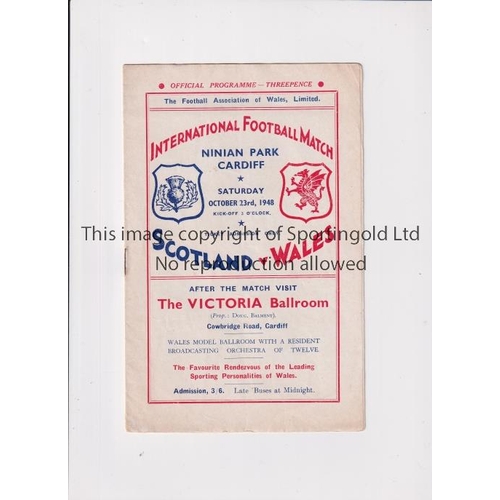 OFFICIAL PROGRAMME — THREEPENCE
The Football Association of Wales, Limited.
INTERNATIONAL FOOTBALL MATCH
NINIAN PARK
CARDIFF
SATURDAY
OCTOBER 23rd, 1948
KICK-OFF 3 O'CLOCK.
This image copyright of Sportingold Ltd
SCOTLAND v WALES
No reproduction allowed
AFTER THE MATCH VISIT
The VICTORIA Ballroom
Cowbridge Road, Cardiff
WALES MODEL BALLROOM WITH A RESIDENT
BROADCASTING ORCHESTRA OF TWELVE.
The Favourite Rendezvous of the Leading
Sporting Personalities of Wales.
Admission, 3/6. Late Buses at Midnight.